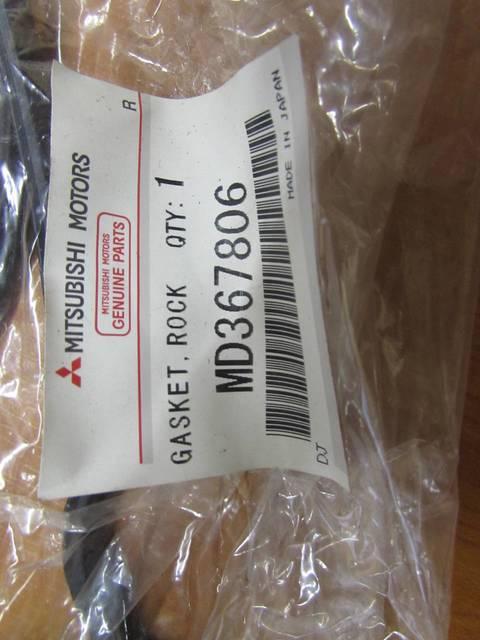 R
MITSUBISHI MOTORS
MITSUBISHI MOTORS
GENUINE PARTS
GASKET,ROCK QTY: 1
MD367806
MADE IN JAPAN
DJ